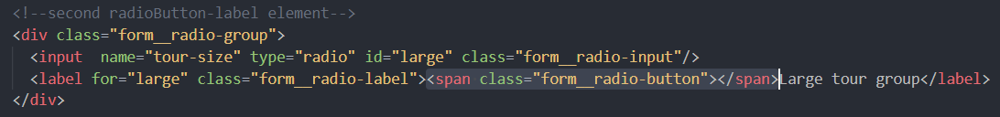 <!--second radioButton-label element-->
<div class="form__radio-group">
<input  name="tour-size" type="radio" id="large" class="form__radio-input"/>
<label for="large" class="form__radio-label"><span class="form__radio-button"></span>Large tour group</label>
</div>